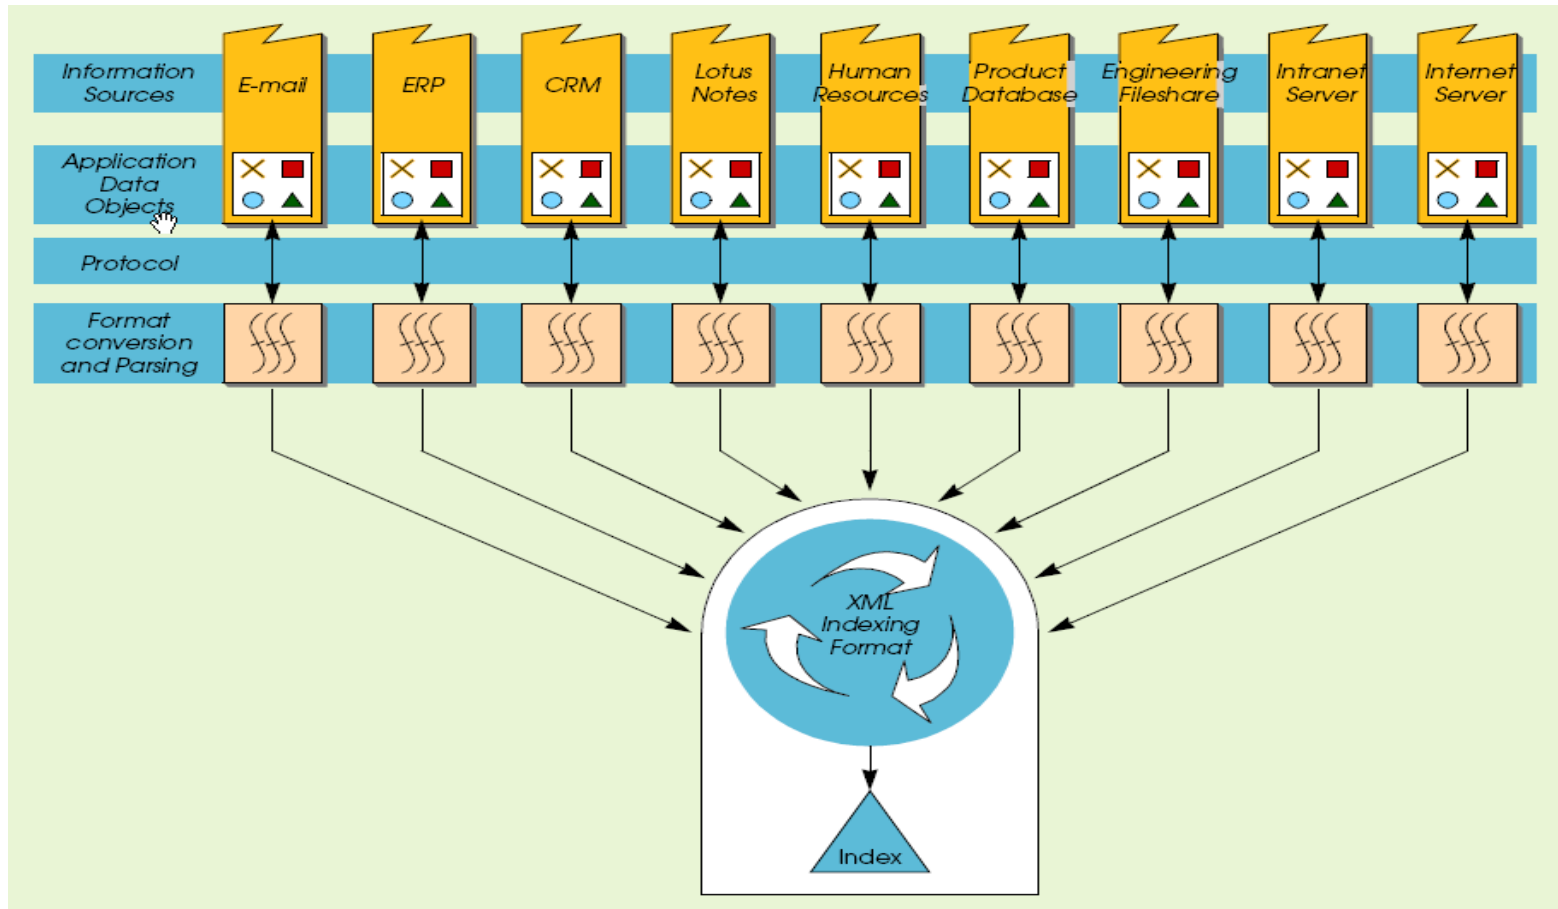 Information
Sources
E-mail
ERP
CRM
Lotus
Notes
Human
Resources
Product
Database
Engineering
Fileshare
Intranet
Server
Internet
Server
Application
Data
Objects
Protocol
Format
conversion
and Parsing
XML
Indexing
Format
Index